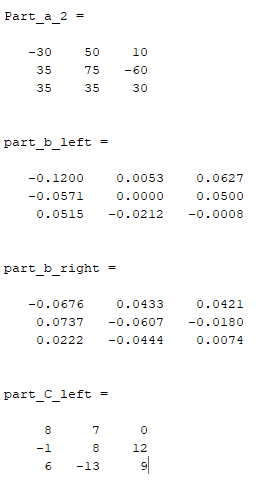 Part_a_2 =
-30 50 10
35 75 -60
35 35 30
part_b_left =
-0.1200 0.0053 0.0627
-0.0571 0.0000 0.0500
0.0515 -0.0212 -0.0008
part_b_right =
-0.0676 0.0433 0.0421
0.0737 -0.0607 -0.0180
0.0222 -0.0444 0.0074
part_C_left =
8 7 0
-1 8 12
6 -13 9